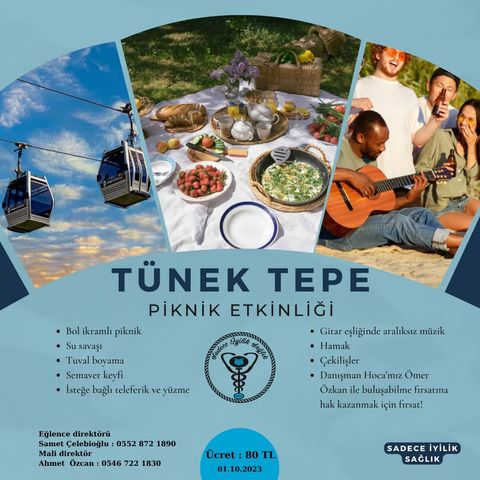 TÜNEK TEPE
PİKNİK ETKİNLİĞİ
Bol ikramlı piknik
Su savaşı
Tuval boyama
Semaver keyfi
İsteğe bağlı teleferik ve yüzme
Sadece İyilik Sağlık
Gitar eşliğinde aralıksız müzik
Hamak
Çekilişler
Danışman Hoca'mız Ömer
Özkan ile buluşabilme fırsatına
hak kazanmak için fırsat!
Eğlence direktörü
Samet Çelebioğlu : 0552 872 1890
Mali direktör
Ahmet Özcan : 0546 722 1830
Ücret : 80 TL
01.10.2023
SADECE İYİLİK
SAĞLIK